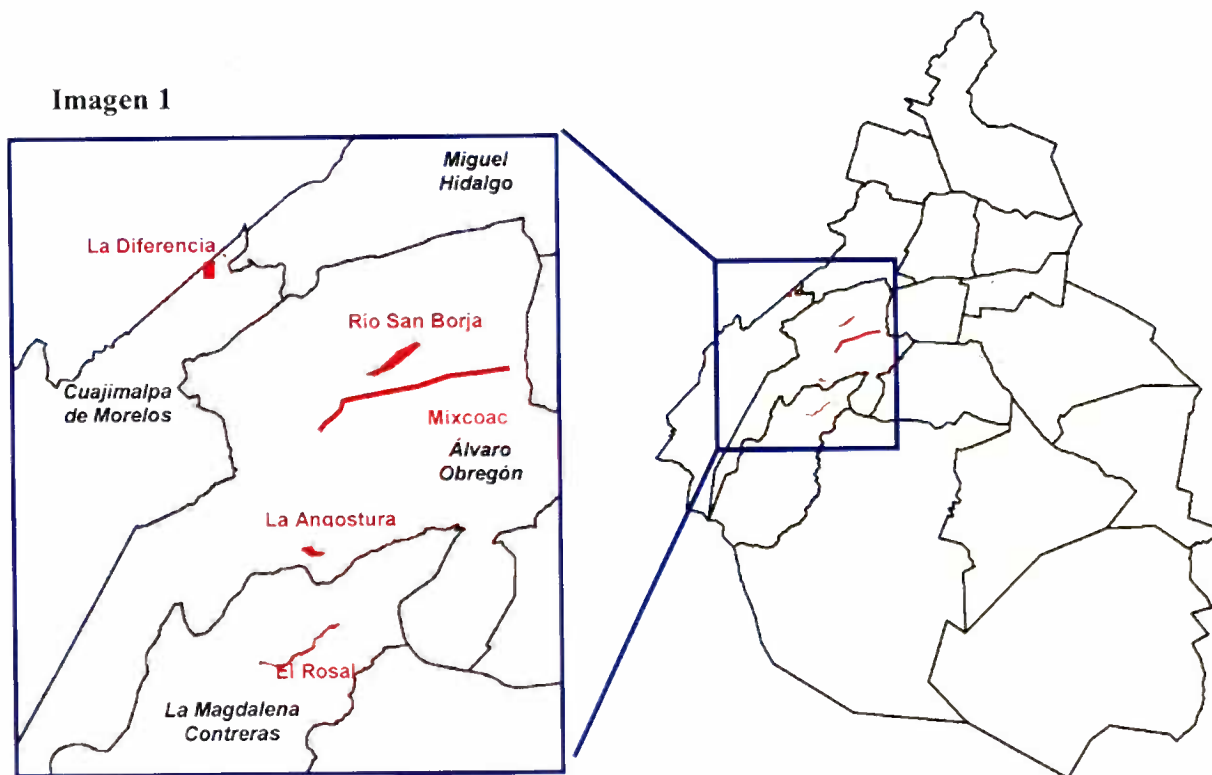 Imagen 1
Miguel
Hidalgo
La Diferencia
Río San Borja
Cuajimalpa
de Morelos
Mixcoac
Álvaro
Obregón
La Angostura
El Rosal
La Magdalena
Contreras